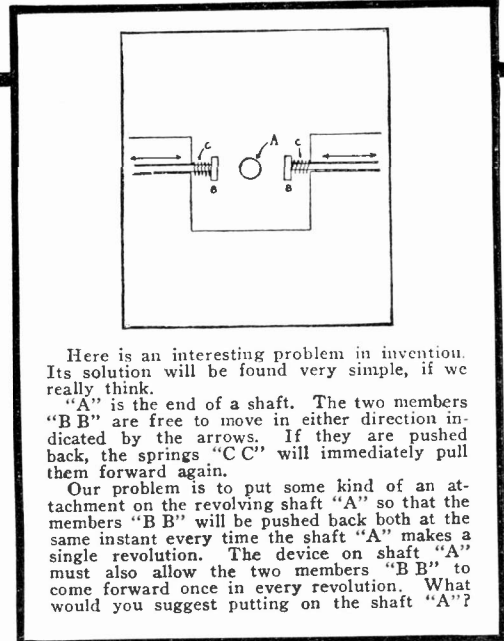 C A C
B B
Here is an interesting problem in invention.
Its solution will be found very simple, if we
really think.
"A" is the end of a shaft. The two members
"B B" are free to move in either direction in-
dicated by the arrows. If they are pushed
back, the springs "C C" will immediately pull
them forward again.
Our problem is to put some kind of an at-
tachment on the revolving shaft "A" so that the
members "B B" will be pushed back both at the
same instant every time the shaft "A" makes a
single revolution. The device on shaft "A"
must also allow the two members "B B" to
come forward once in every revolution. What
would you suggest putting on the shaft "A"?